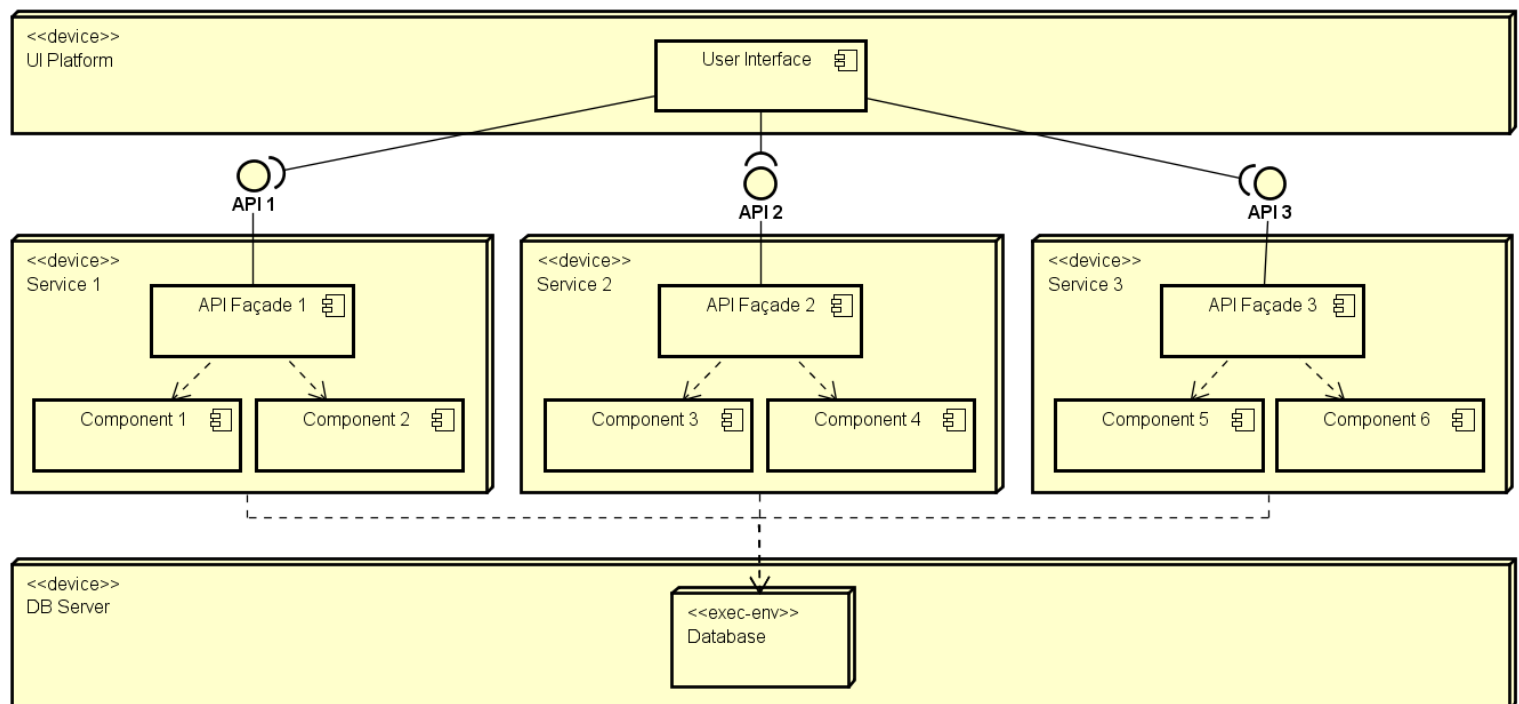 <<device>>
UI Platform
User Interface
API 1
API 2
API 3
<<device>>
Service 1
API Façade 1
Component 1
Component 2
<<device>>
Service 2
API Façade 2
Component 3
Component 4
<<device>>
Service 3
API Façade 3
Component 5
Component 6
<<device>>
DB Server
<<exec-env>>
Database